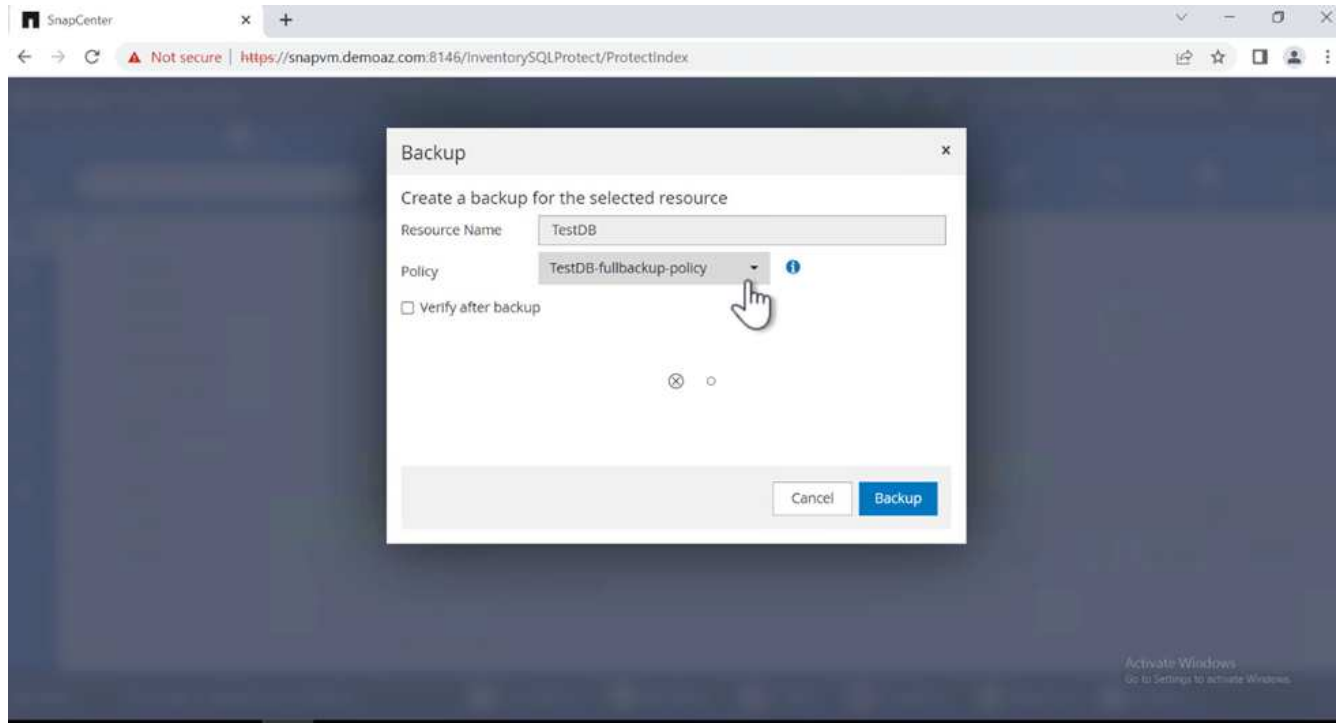 SnapCenter
Not secure | https://snapvm.demoaz.com:8146/InventorySQLProtect/ProtectIndex
Backup
Create a backup for the selected resource
Resource Name TestDB
Policy TestDB-fullbackup-policy
Verify after backup
Cancel Backup
Activate Windows
Go to Settings to activate Windows.